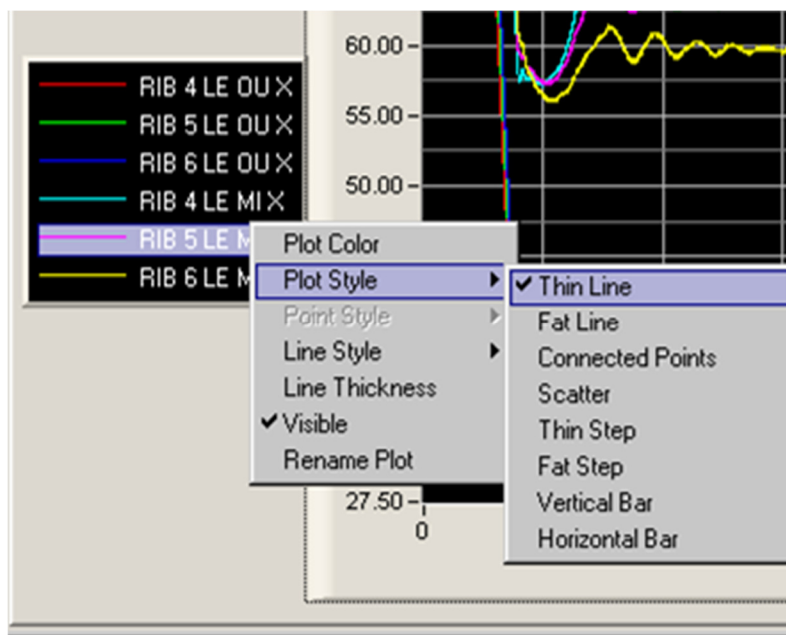 60.00
55.00
50.00
27.50
0
RIB 4 LE OU X
RIB 5 LE OU X
RIB 6 LE OU X
RIB 4 LE MI X
RIB 5 LE M
RIB 6 LE M
Plot Color
Plot Style
Point Style
Line Style
Line Thickness
Visible
Rename Plot
Thin Line
Fat Line
Connected Points
Scatter
Thin Step
Fat Step
Vertical Bar
Horizontal Bar